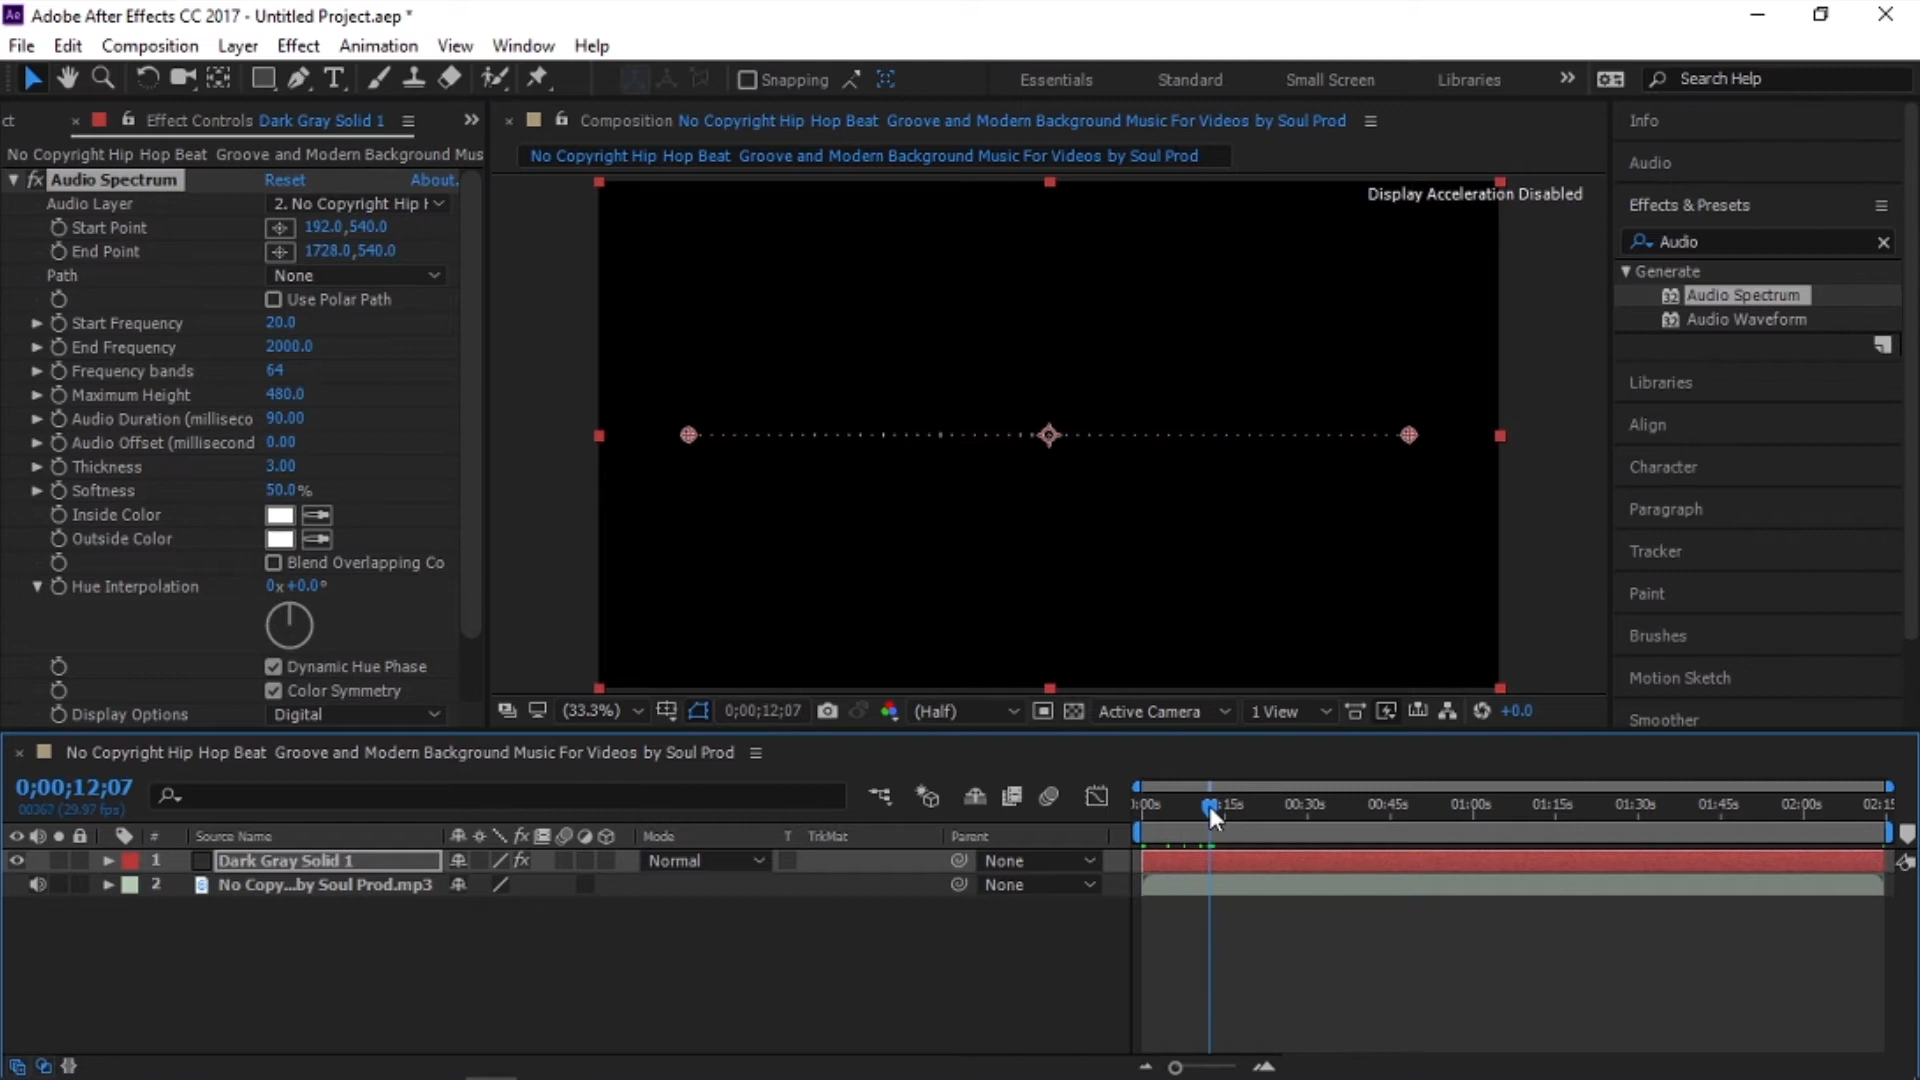 Adobe After Effects CC 2017 - Untitled Project.aep *
File Edit Composition Layer Effect Animation View Window Help
Snapping Essentials Standard Small Screen Libraries Search Help
ct × Effect Controls Dark Gray Solid 1
No Copyright Hip Hop Beat Groove and Modern Background Mus
fx Audio Spectrum Reset About.
Audio Layer 2. No Copyright Hip H
Start Point 192.0,540.0
End Point 1728.0,540.0
Path None
Use Polar Path
Start Frequency 20.0
End Frequency 2000.0
Frequency bands 64
Maximum Height 480.0
Audio Duration (milliseco 90.00
Audio Offset (millisecond 0.00
Thickness 3.00
Softness 50.0%
Inside Color
Outside Color
Blend Overlapping Co
Hue Interpolation 0x+0.0°
Dynamic Hue Phase
Color Symmetry
Display Options Digital
Composition No Copyright Hip Hop Beat Groove and Modern Background Music For Videos by Soul Prod
No Copyright Hip Hop Beat Groove and Modern Background Music For Videos by Soul Prod
Display Acceleration Disabled
(33.3%) 0;00;12;07 (Half) Active Camera 1 View +0.0
Info
Audio
Effects & Presets
Audio
Generate
32 Audio Spectrum
32 Audio Waveform
Libraries
Align
Character
Paragraph
Tracker
Paint
Brushes
Motion Sketch
Smoother
No Copyright Hip Hop Beat Groove and Modern Background Music For Videos by Soul Prod
0;00;12;07
00367 (29.97 fps)
:00s :15s 00:30s 00:45s 01:00s 01:15s 01:30s 01:45s 02:00s 02:15
# Source Name fx Mode T TrkMat Parent
1 Dark Gray Solid 1 fx Normal None
2 No Copy...by Soul Prod.mp3 None